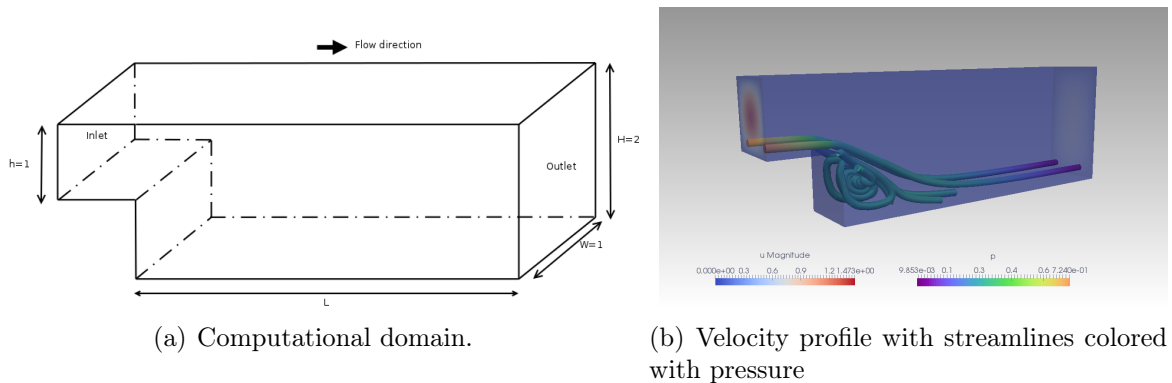 Flow direction
Inlet
h=1
H=2
Outlet
W=1
L
(a) Computational domain.
u Magnitude
0.000e+00 0.3 0.6 0.9 1.2 1.473e+00
p
9.853e-03 0.1 0.3 0.4 0.6 7.240e-01
(b) Velocity profile with streamlines colored
with pressure